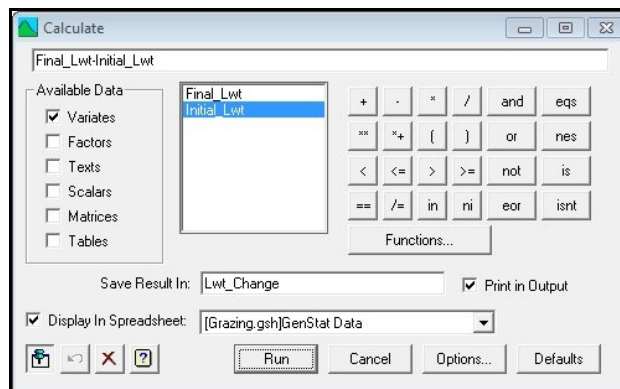 Calculate
Final_Lwt-Initial_Lwt
Available Data
Variates
Factors
Texts
Scalars
Matrices
Tables
Final_Lwt
Initial_Lwt
+ - * / and eqs
** *+ ( ) or nes
< <= > >= not is
== /= in ni eor isnt
Functions...
Save Result In: Lwt_Change Print in Output
Display In Spreadsheet: [Grazing.gsh]GenStat Data
Run Cancel Options... Defaults